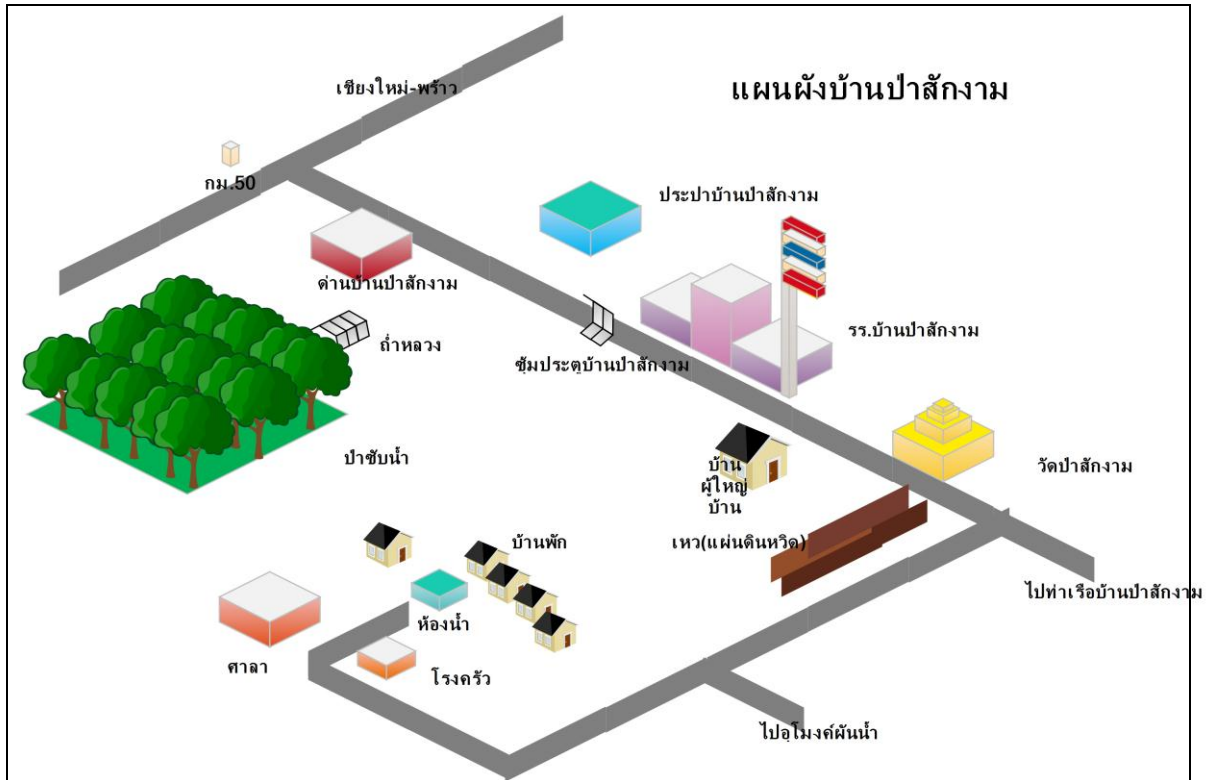 เชียงใหม่-พร้าว
แผนผังบ้านป่าสักงาม
กม.50
ประปาบ้านป่าสักงาม
ด่านบ้านป่าสักงาม
รร.บ้านป่าสักงาม
ถ่ำหลวง
ซุ้มประตูบ้านป่าสักงาม
ป่าซับน้ำ
บ้าน
ผู้ใหญ่
บ้าน
วัดป่าสักงาม
บ้านพัก
เหว(แผ่นดินหวิด)
ไปท่าเรือบ้านป่าสักงาม
ห้องน้ำ
ศาลา
โรงครัว
ไปอุโมงค์ผันน้ำ